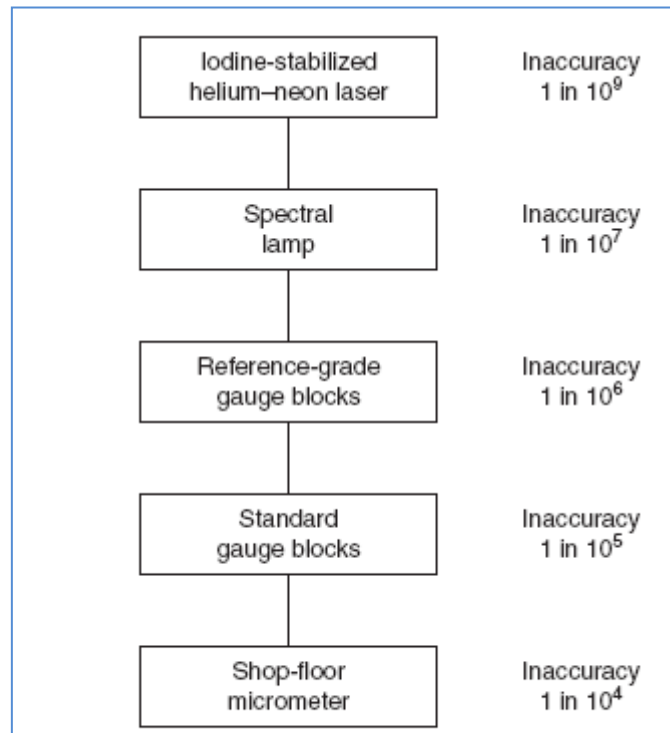 Iodine-stabilized
helium–neon laser
Inaccuracy
1 in 10⁹
Spectral
lamp
Inaccuracy
1 in 10⁷
Reference-grade
gauge blocks
Inaccuracy
1 in 10⁶
Standard
gauge blocks
Inaccuracy
1 in 10⁵
Shop-floor
micrometer
Inaccuracy
1 in 10⁴